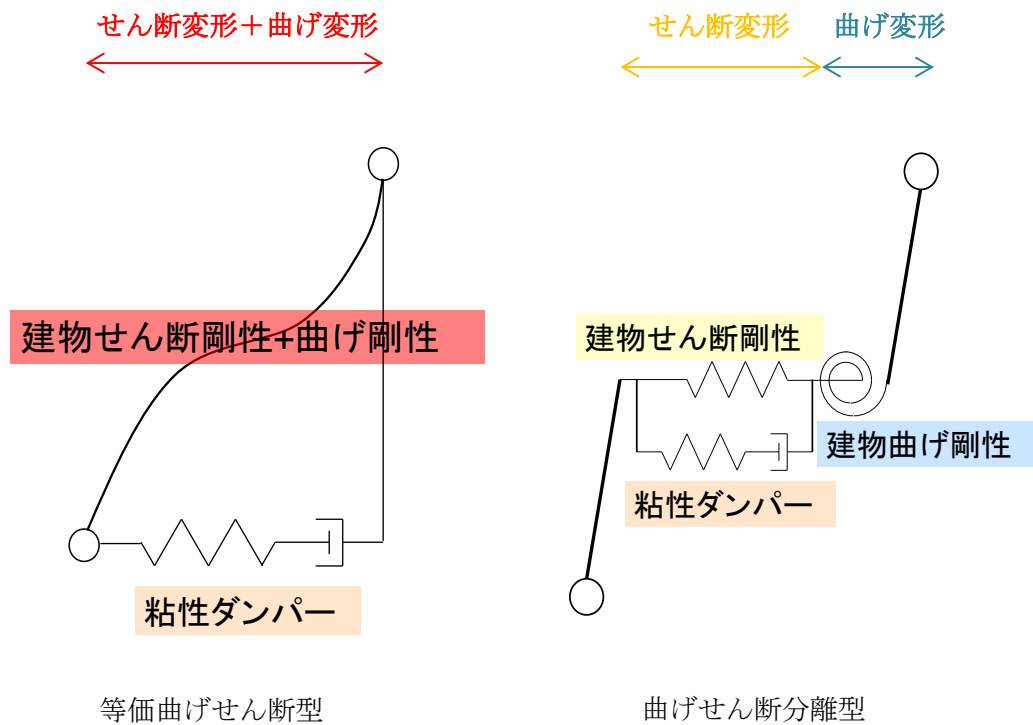 せん断変形＋曲げ変形
せん断変形
曲げ変形
建物せん断剛性+曲げ剛性
建物せん断剛性
建物曲げ剛性
粘性ダンパー
粘性ダンパー
等価曲げせん断型
曲げせん断分離型